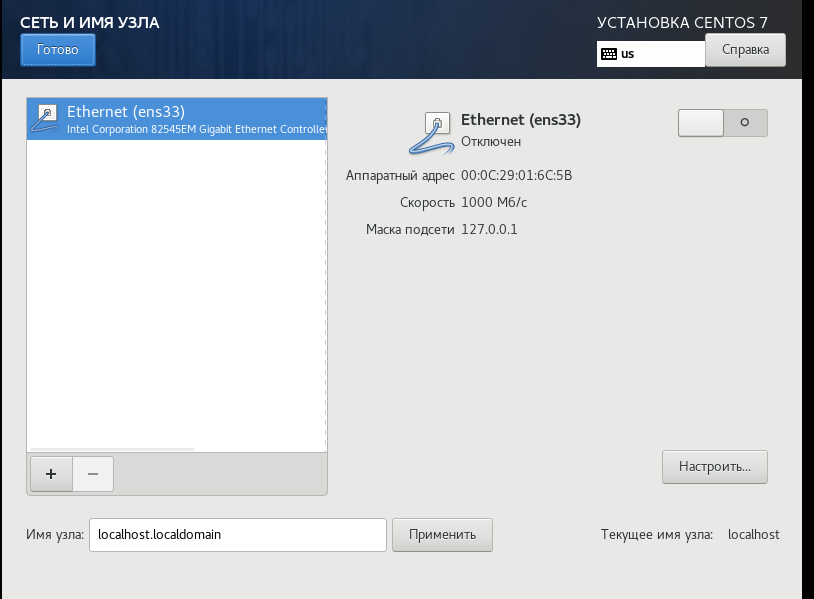 СЕТЬ И ИМЯ УЗЛА
УСТАНОВКА CENTOS 7
Готово
us
Справка
Ethernet (ens33)
Intel Corporation 82545EM Gigabit Ethernet Controller
Ethernet (ens33)
Отключен
Аппаратный адрес 00:0C:29:01:6C:5B
Скорость 1000 Мб/с
Маска подсети 127.0.0.1
+ −
Настроить...
Имя узла: localhost.localdomain Применить Текущее имя узла: localhost